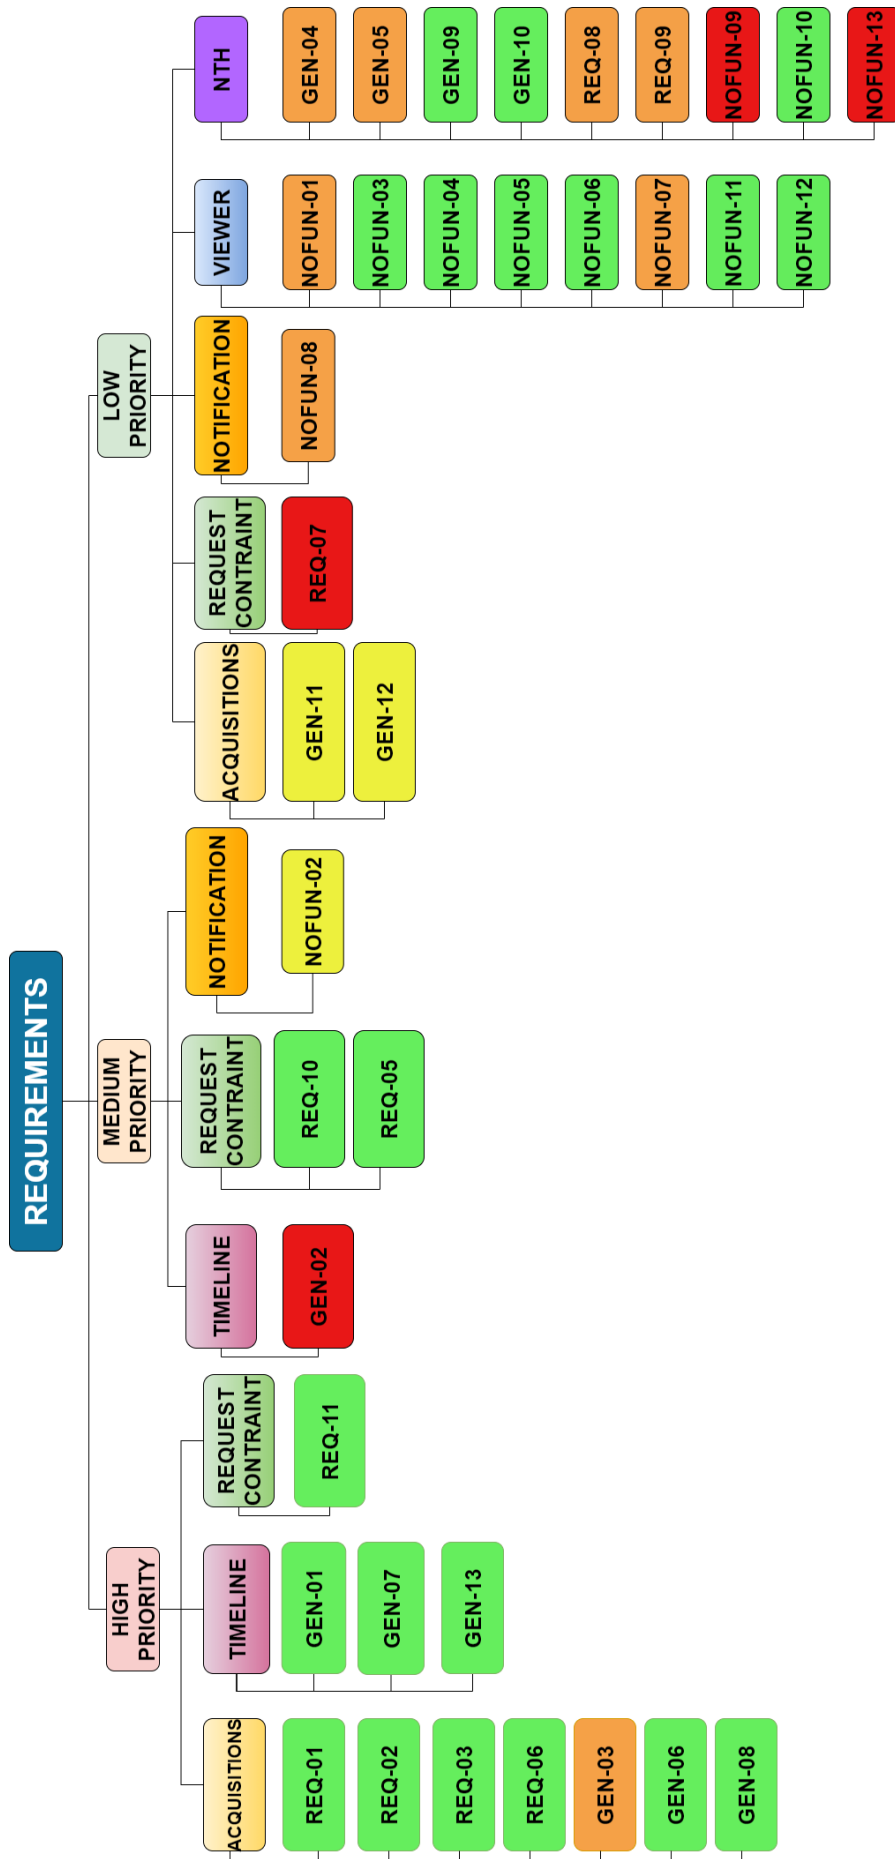 REQUIREMENTS
HIGH
PRIORITY
ACQUISITIONS
REQ-01
REQ-02
REQ-03
REQ-06
GEN-03
GEN-06
GEN-08
TIMELINE
GEN-01
GEN-07
GEN-13
REQUEST
CONTRAINT
REQ-11
MEDIUM
PRIORITY
TIMELINE
GEN-02
REQUEST
CONTRAINT
REQ-10
REQ-05
NOTIFICATION
NOFUN-02
LOW
PRIORITY
ACQUISITIONS
GEN-11
GEN-12
REQUEST
CONTRAINT
REQ-07
NOTIFICATION
NOFUN-08
VIEWER
NOFUN-01
NOFUN-03
NOFUN-04
NOFUN-05
NOFUN-06
NOFUN-07
NOFUN-11
NOFUN-12
NTH
GEN-04
GEN-05
GEN-09
GEN-10
REQ-08
REQ-09
NOFUN-09
NOFUN-10
NOFUN-13